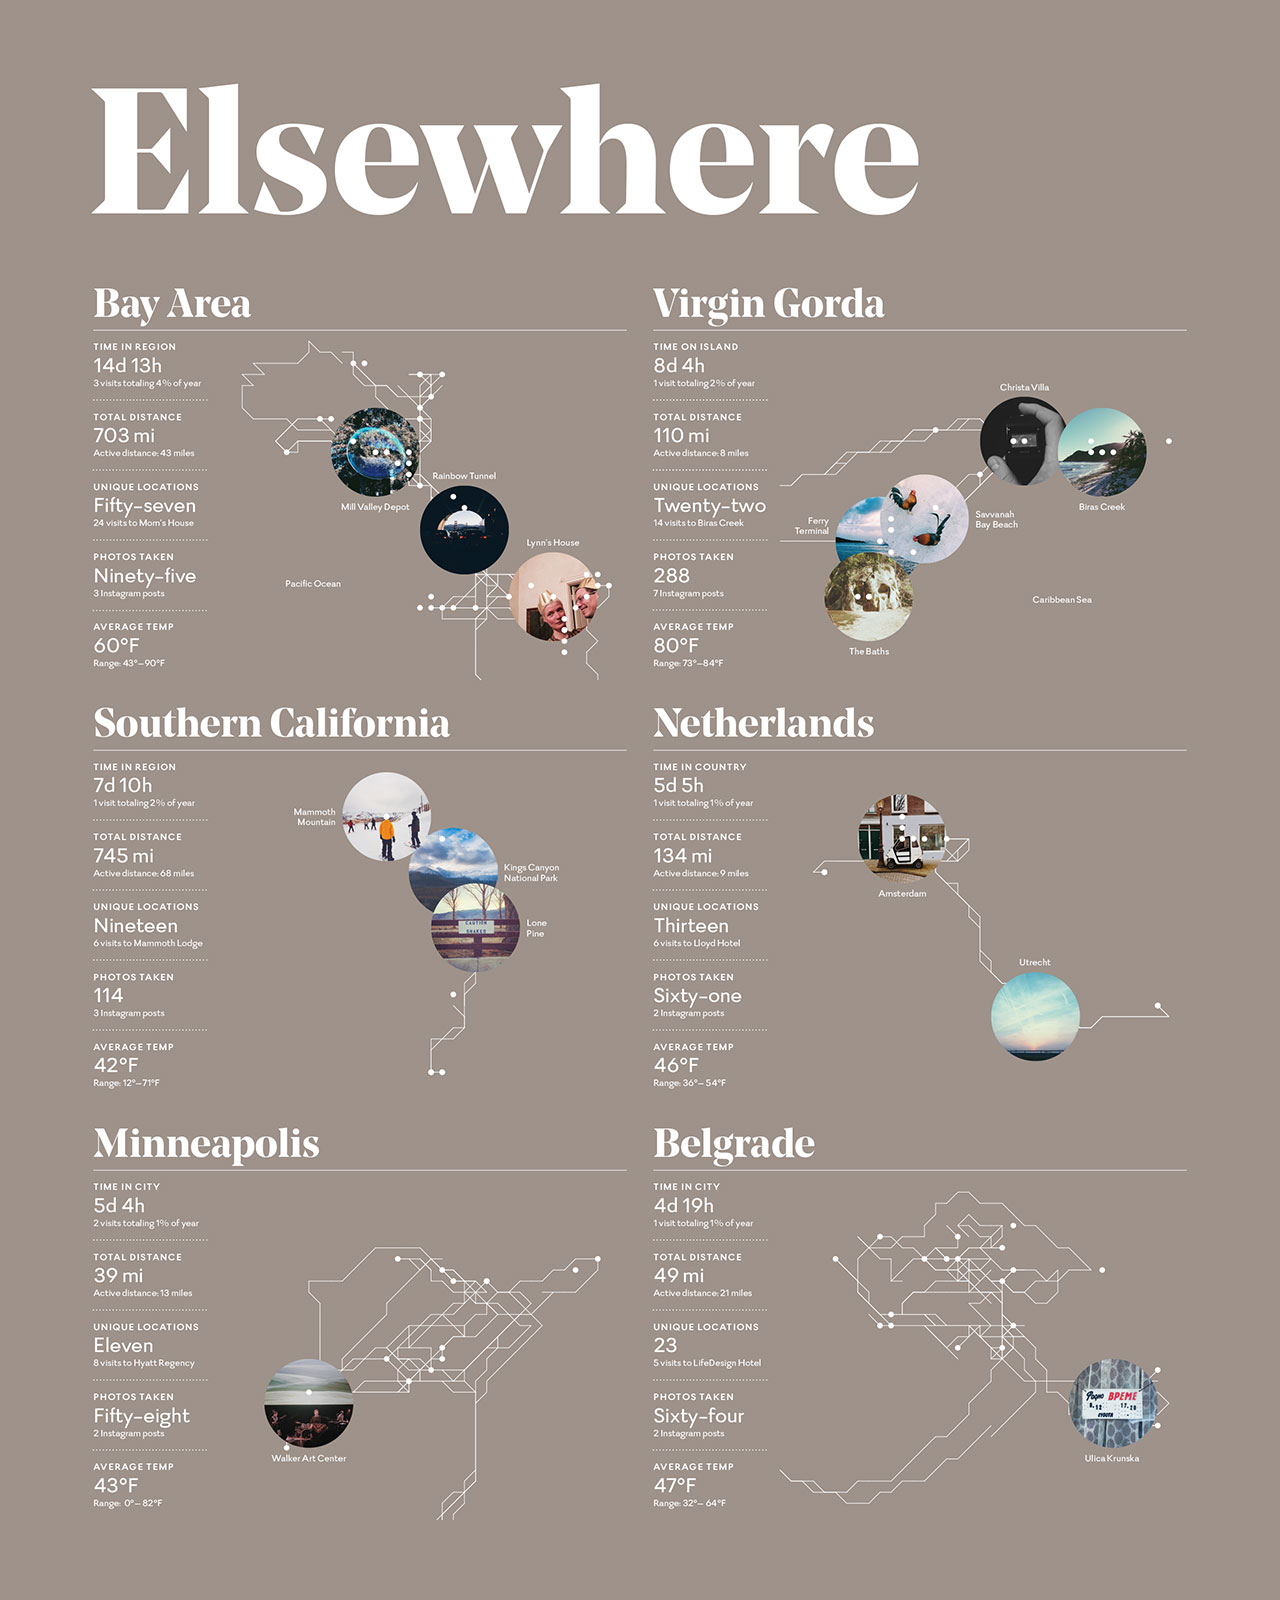 Elsewhere
Bay Area
TIME IN REGION
14d 13h
3 visits totaling 4% of year
TOTAL DISTANCE
703 mi
Active distance: 43 miles
UNIQUE LOCATIONS
Fifty-seven
24 visits to Mom's House
PHOTOS TAKEN
Ninety-five
3 Instagram posts
AVERAGE TEMP
60°F
Range: 43°–90°F
Mill Valley Depot
Rainbow Tunnel
Lynn's House
Pacific Ocean
Virgin Gorda
TIME ON ISLAND
8d 4h
1 visit totaling 2% of year
TOTAL DISTANCE
110 mi
Active distance: 8 miles
UNIQUE LOCATIONS
Twenty-two
14 visits to Biras Creek
PHOTOS TAKEN
288
7 Instagram posts
AVERAGE TEMP
80°F
Range: 73°–84°F
Christa Villa
Biras Creek
Savvanah
Bay Beach
Ferry
Terminal
The Baths
Caribbean Sea
Southern California
TIME IN REGION
7d 10h
1 visit totaling 2% of year
TOTAL DISTANCE
745 mi
Active distance: 68 miles
UNIQUE LOCATIONS
Nineteen
6 visits to Mammoth Lodge
PHOTOS TAKEN
114
3 Instagram posts
AVERAGE TEMP
42°F
Range: 12°–71°F
Mammoth
Mountain
Kings Canyon
National Park
CAUTION
Lone
Pine
Netherlands
TIME IN COUNTRY
5d 5h
1 visit totaling 1% of year
TOTAL DISTANCE
134 mi
Active distance: 9 miles
UNIQUE LOCATIONS
Thirteen
6 visits to Lloyd Hotel
PHOTOS TAKEN
Sixty-one
2 Instagram posts
AVERAGE TEMP
46°F
Range: 36°– 54°F
Amsterdam
Utrecht
Minneapolis
TIME IN CITY
5d 4h
2 visits totaling 1% of year
TOTAL DISTANCE
39 mi
Active distance: 13 miles
UNIQUE LOCATIONS
Eleven
8 visits to Hyatt Regency
PHOTOS TAKEN
Fifty-eight
2 Instagram posts
AVERAGE TEMP
43°F
Range: 0°– 82°F
Walker Art Center
Belgrade
TIME IN CITY
4d 19h
1 visit totaling 1% of year
TOTAL DISTANCE
49 mi
Active distance: 21 miles
UNIQUE LOCATIONS
23
5 visits to LifeDesign Hotel
PHOTOS TAKEN
Sixty-four
2 Instagram posts
AVERAGE TEMP
47°F
Range: 32°– 64°F
ВРЕМЕ
Ulica Krunska